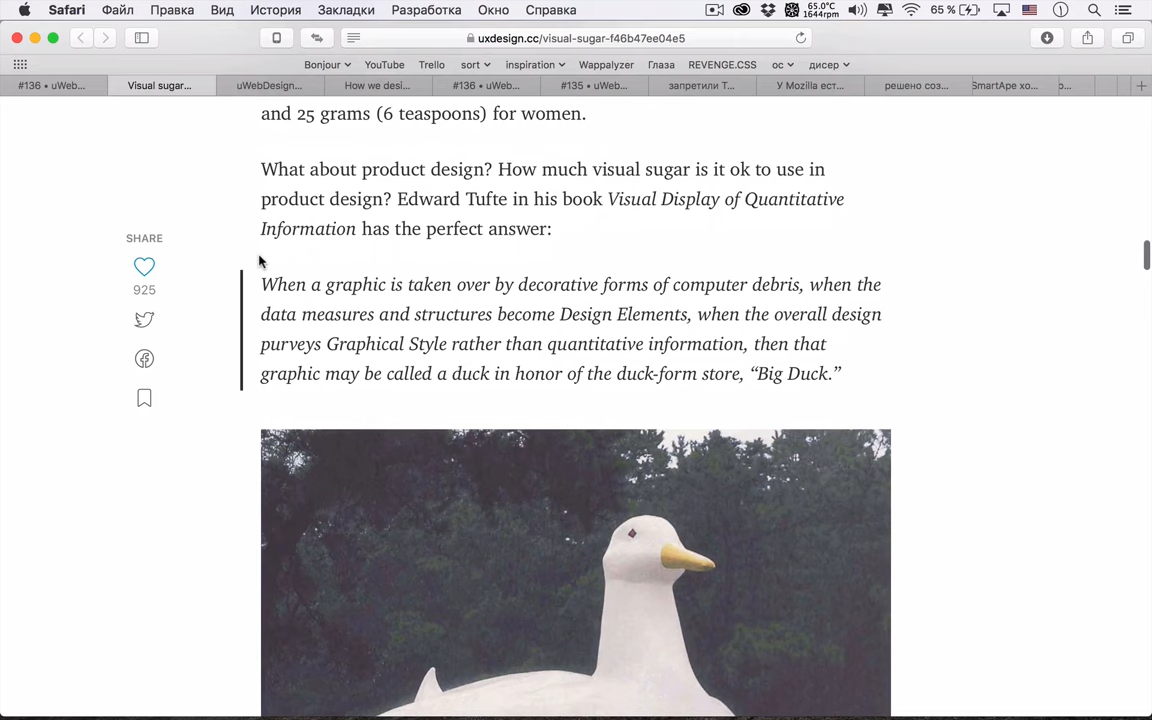 Safari Файл Правка Вид История Закладки Разработка Окно Справка 65.0°C 1644rpm 65 %
uxdesign.cc/visual-sugar-f46b47ee04e5
Bonjour YouTube Trello sort inspiration Wappalyzer Глаза REVENGE.CSS ос дисер
#136 • uWeb... Visual sugar... uWebDesign... How we desi... #136 • uWeb... #135 • uWeb... запретили Т... У Mozilla ест... решено соз... SmartApe хо...
and 25 grams (6 teaspoons) for women.
What about product design? How much visual sugar is it ok to use in
product design? Edward Tufte in his book Visual Display of Quantitative
Information has the perfect answer:
SHARE
925
When a graphic is taken over by decorative forms of computer debris, when the
data measures and structures become Design Elements, when the overall design
purveys Graphical Style rather than quantitative information, then that
graphic may be called a duck in honor of the duck-form store, “Big Duck.”